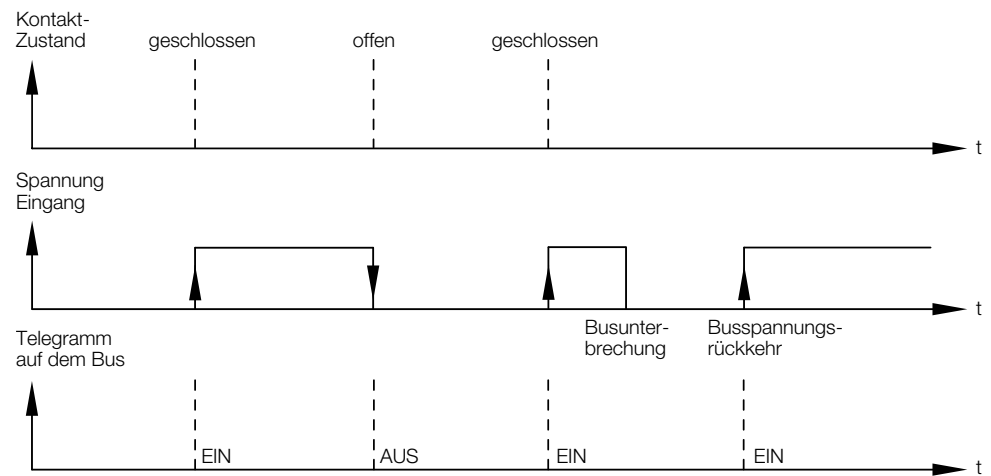 Kontakt-
Zustand
geschlossen
offen
geschlossen
t
Spannung
Eingang
t
Busunter-
brechung
Busspannungs-
rückkehr
Telegramm
auf dem Bus
EIN
AUS
EIN
EIN
t